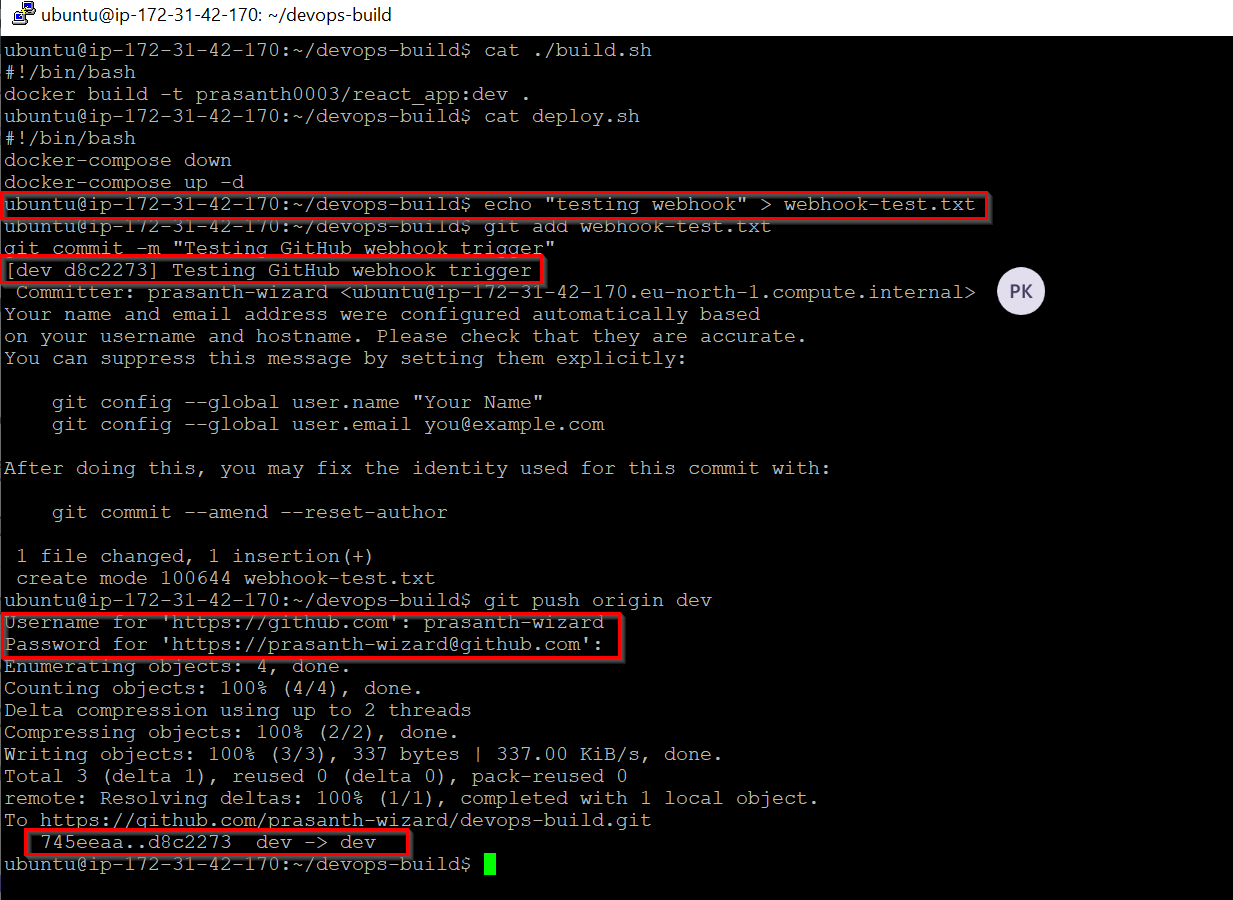 ubuntu@ip-172-31-42-170: ~/devops-build
ubuntu@ip-172-31-42-170:~/devops-build$ cat ./build.sh
#!/bin/bash
docker build -t prasanth0003/react_app:dev .
ubuntu@ip-172-31-42-170:~/devops-build$ cat deploy.sh
#!/bin/bash
docker-compose down
docker-compose up -d
ubuntu@ip-172-31-42-170:~/devops-build$ echo "testing webhook" > webhook-test.txt
ubuntu@ip-172-31-42-170:~/devops-build$ git add webhook-test.txt
git commit -m "Testing GitHub webhook trigger"
[dev d8c2273] Testing GitHub webhook trigger
 Committer: prasanth-wizard <ubuntu@ip-172-31-42-170.eu-north-1.compute.internal>
PK
Your name and email address were configured automatically based
on your username and hostname. Please check that they are accurate.
You can suppress this message by setting them explicitly:
    git config --global user.name "Your Name"
    git config --global user.email you@example.com
After doing this, you may fix the identity used for this commit with:
    git commit --amend --reset-author
 1 file changed, 1 insertion(+)
 create mode 100644 webhook-test.txt
ubuntu@ip-172-31-42-170:~/devops-build$ git push origin dev
Username for 'https://github.com': prasanth-wizard
Password for 'https://prasanth-wizard@github.com':
Enumerating objects: 4, done.
Counting objects: 100% (4/4), done.
Delta compression using up to 2 threads
Compressing objects: 100% (2/2), done.
Writing objects: 100% (3/3), 337 bytes | 337.00 KiB/s, done.
Total 3 (delta 1), reused 0 (delta 0), pack-reused 0
remote: Resolving deltas: 100% (1/1), completed with 1 local object.
To https://github.com/prasanth-wizard/devops-build.git
   745eeaa..d8c2273  dev -> dev
ubuntu@ip-172-31-42-170:~/devops-build$